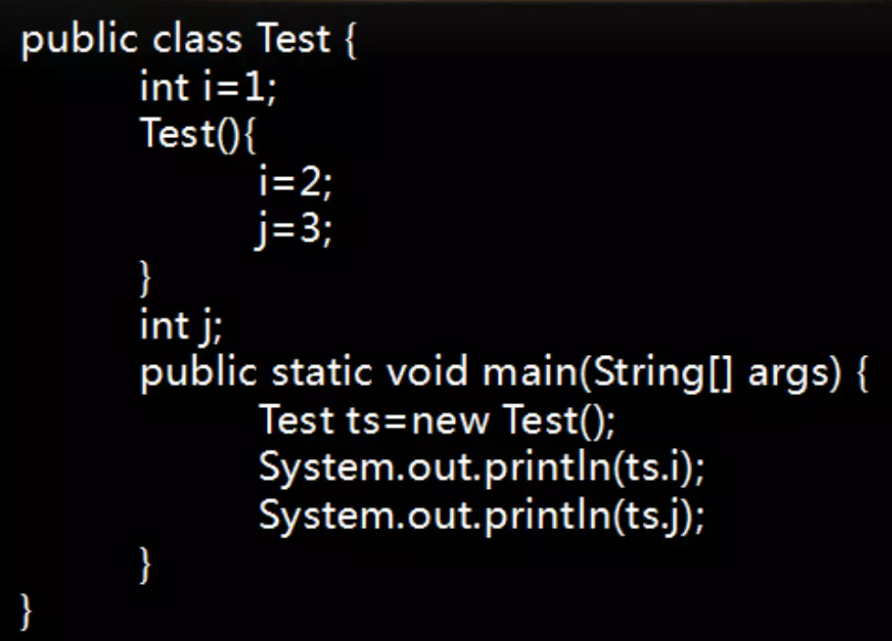 public class Test {
int i=1;
Test(){
i=2;
j=3;
}
int j;
public static void main(String[] args) {
Test ts=new Test();
System.out.println(ts.i);
System.out.println(ts.j);
}
}